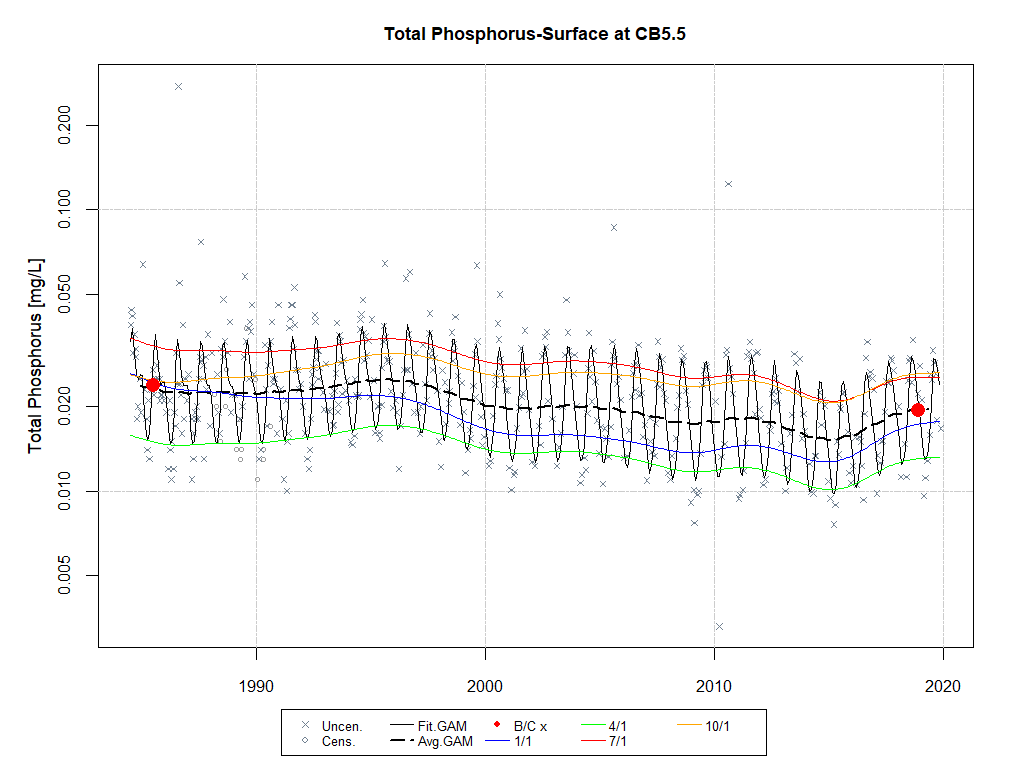 Total Phosphorus-Surface at CB5.5
Total Phosphorus [mg/L]
0.200
0.100
0.050
0.020
0.010
0.005
1990 2000 2010 2020
Uncen. Fit.GAM B/C x 4/1 10/1
Cens. Avg.GAM 1/1 7/1